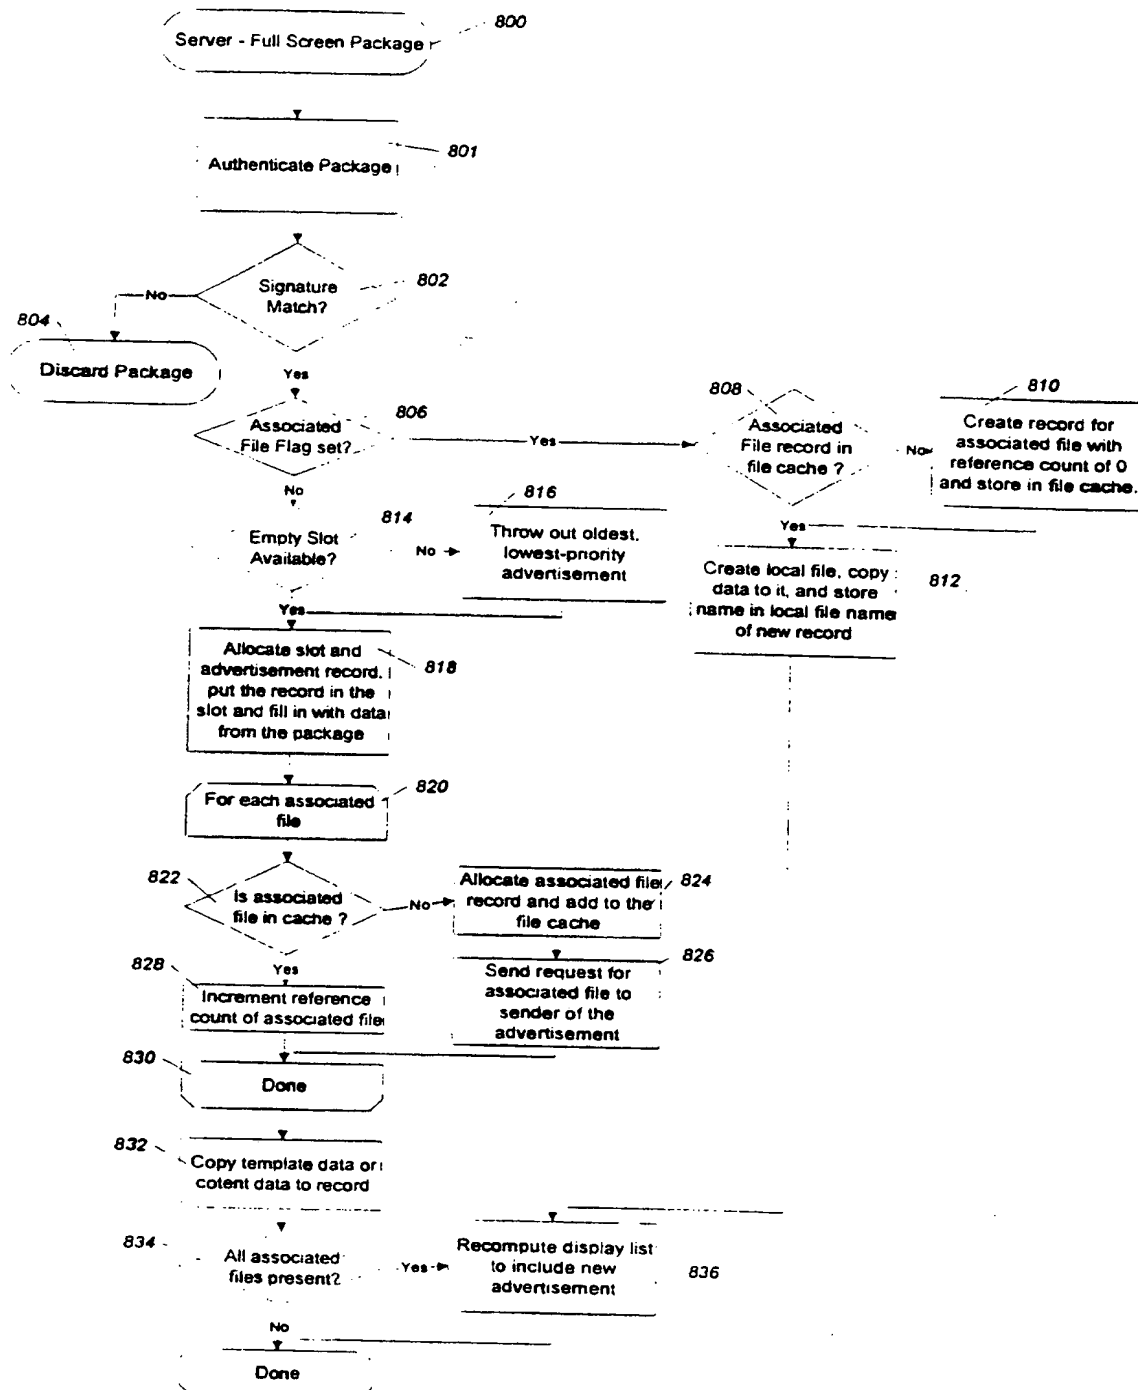 800
Server - Full Screen Package
801
Authenticate Package
802
Signature
Match?
No
804
Discard Package
Yes
806
Associated
File Flag set?
Yes
808
Associated
File record in
file cache ?
No
810
Create record for
associated file with
reference count of 0
and store in file cache.
No
814
Empty Slot
Available?
No
816
Throw out oldest,
lowest-priority
advertisement
Yes
812
Create local file, copy
data to it, and store
name in local file name
of new record
Yes
818
Allocate slot and
advertisement record,
put the record in the
slot and fill in with data
from the package
820
For each associated
file
822
Is associated
file in cache ?
No
824
Allocate associated file
record and add to the
file cache
826
Send request for
associated file to
sender of the
advertisement
Yes
828
Increment reference
count of associated file
830
Done
832
Copy template data or
cotent data to record
834
All associated
files present?
Yes
836
Recompute display list
to include new
advertisement
No
Done